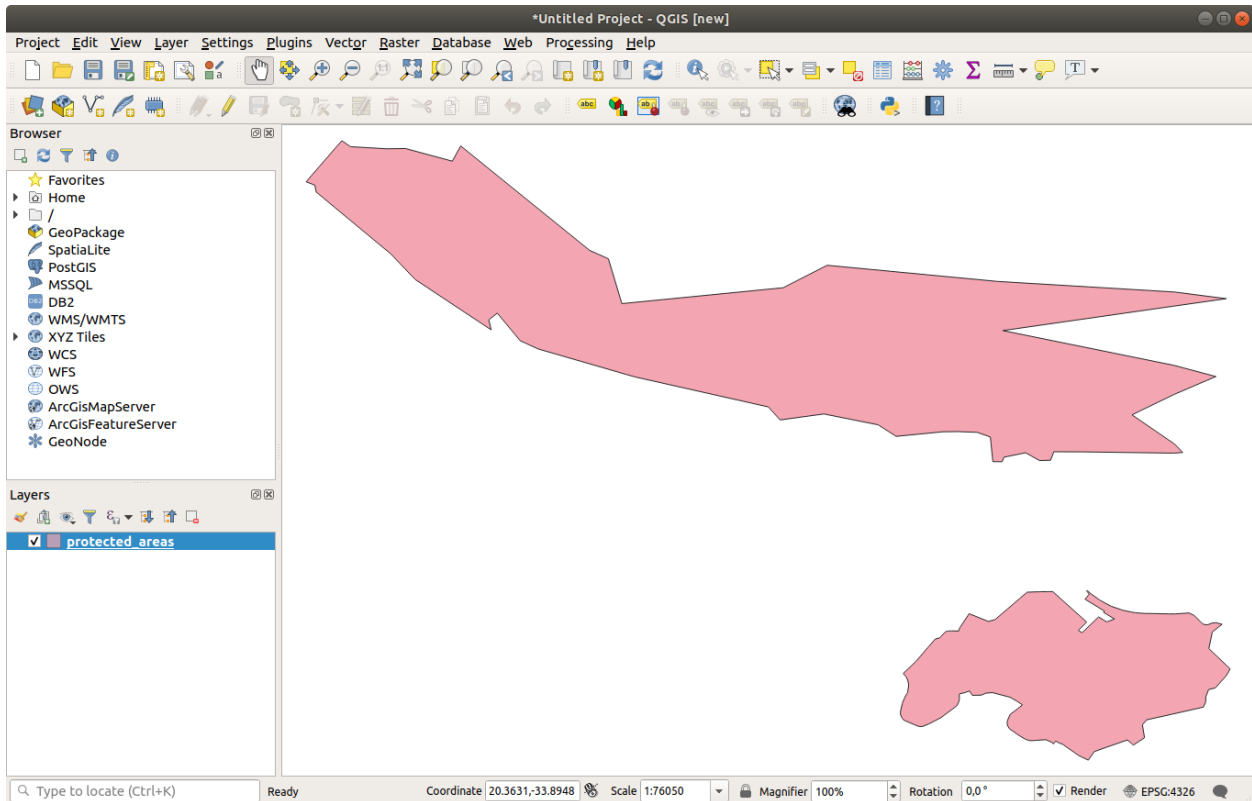 *Untitled Project - QGIS [new]
Project Edit View Layer Settings Plugins Vector Raster Database Web Processing Help
Browser
Favorites
Home
/
GeoPackage
SpatiaLite
PostGIS
MSSQL
DB2
WMS/WMTS
XYZ Tiles
WCS
WFS
OWS
ArcGisMapServer
ArcGisFeatureServer
GeoNode
Layers
protected_areas
Type to locate (Ctrl+K) Ready Coordinate 20.3631,-33.8948 Scale 1:76050 Magnifier 100% Rotation 0,0 ° Render EPSG:4326